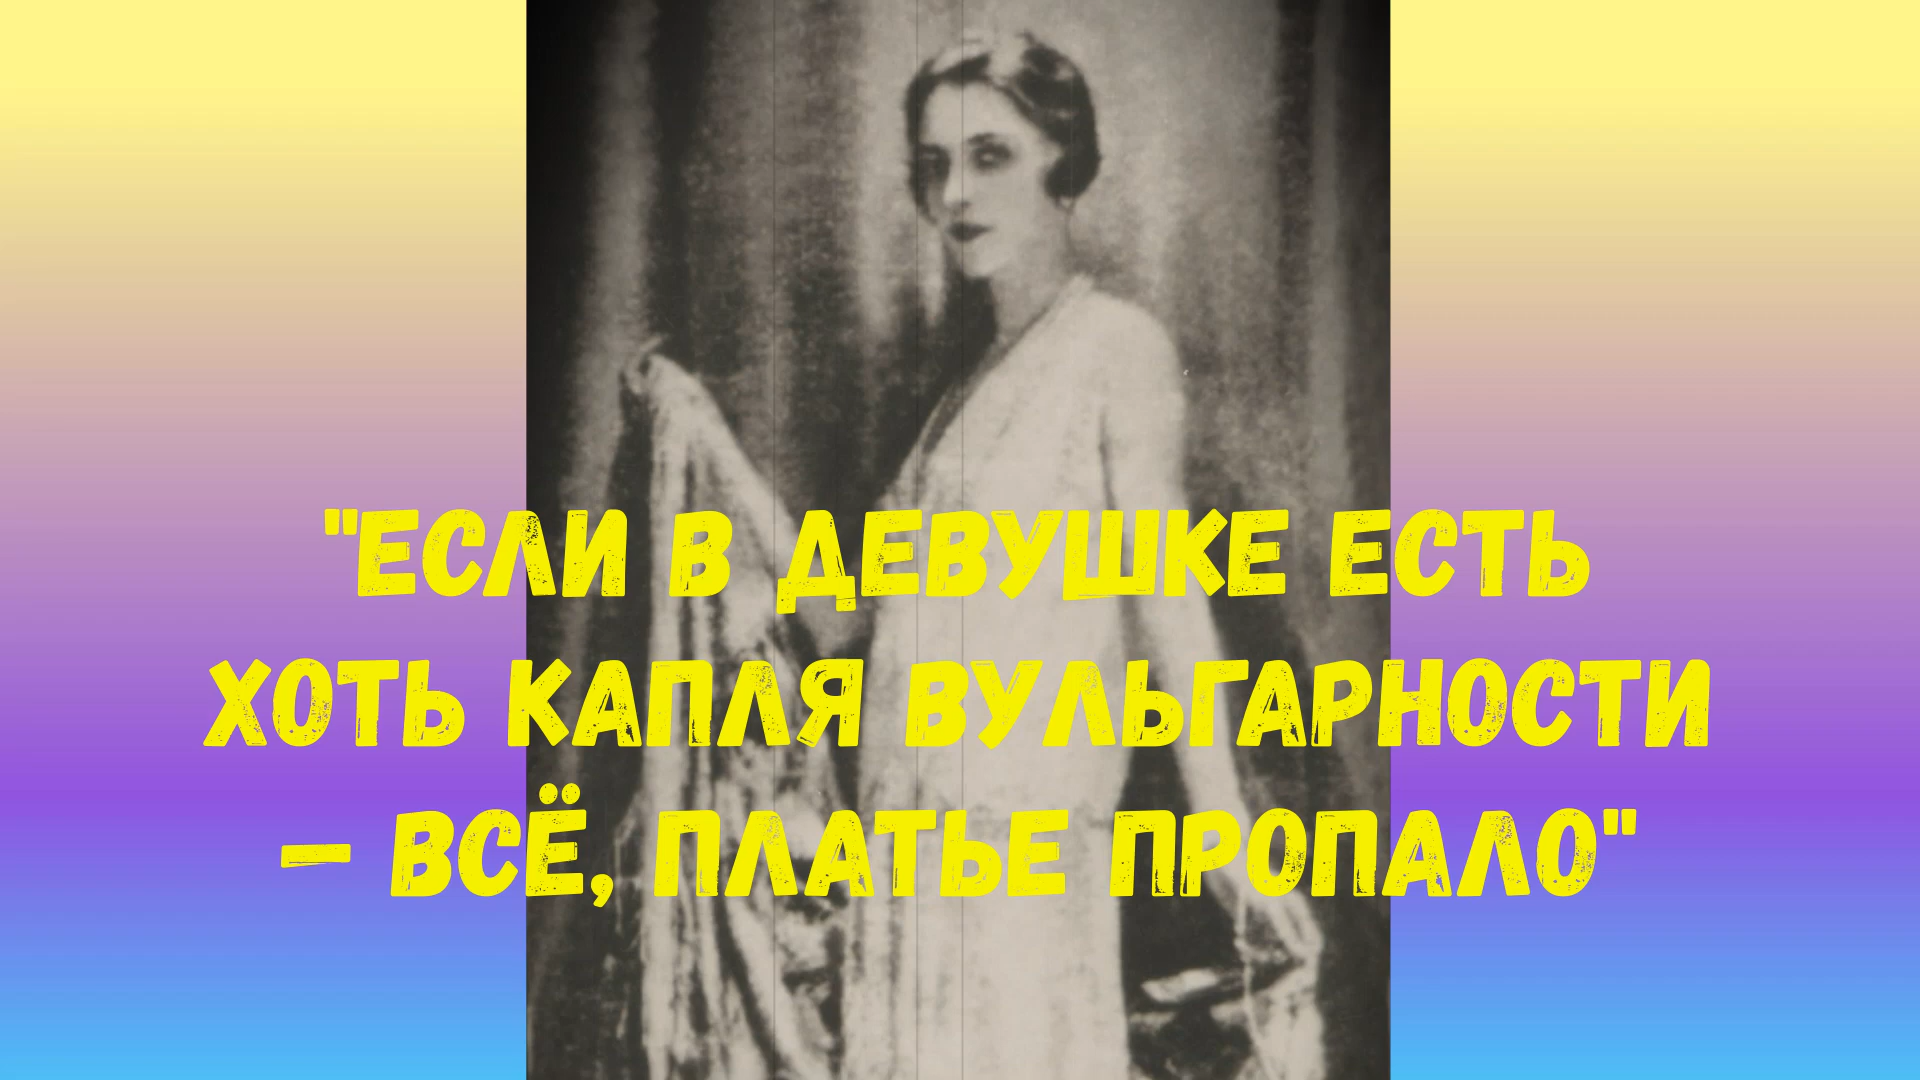 "ЕСЛИ В ДЕВУШКЕ ЕСТЬ
ХОТЬ КАПЛЯ ВУЛЬГАРНОСТИ
– ВСЁ, ПЛАТЬЕ ПРОПАЛО"